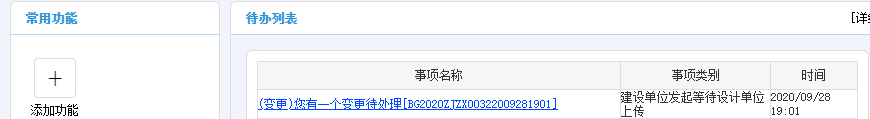 常用功能
待办列表
[详
添加功能
事项名称 事项类别 时间
(变更)您有一个变更待处理[BG2020ZJZX00322009281901]
建设单位发起等待设计单位
上传
2020/09/28
19:01